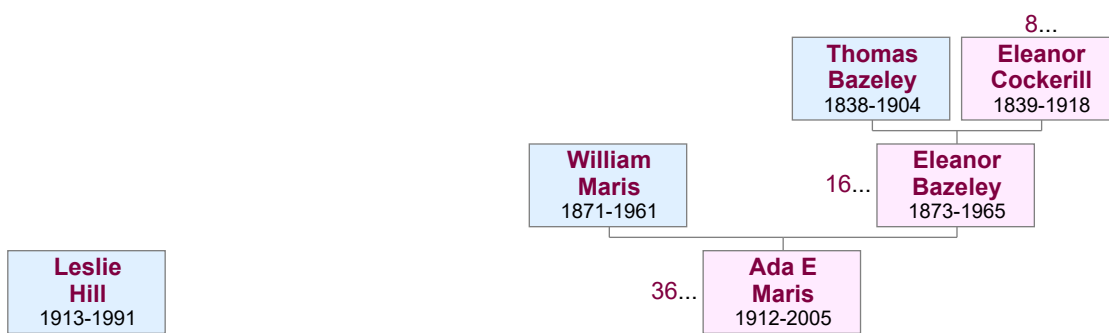 8...
Thomas
Bazeley
1838-1904
Eleanor
Cockerill
1839-1918
William
Maris
1871-1961
16...
Eleanor
Bazeley
1873-1965
Leslie
Hill
1913-1991
36...
Ada E
Maris
1912-2005